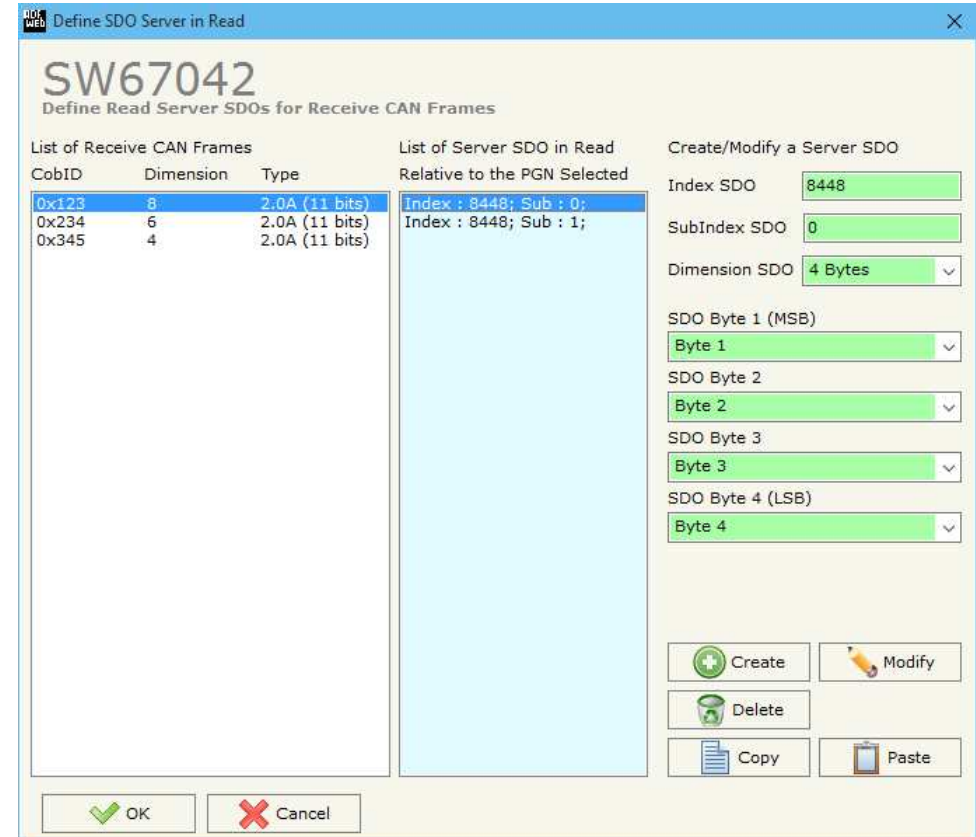 ADF WEB Define SDO Server in Read
SW67042
Define Read Server SDOs for Receive CAN Frames
List of Receive CAN Frames
CobID Dimension Type
0x123 8 2.0A (11 bits)
0x234 6 2.0A (11 bits)
0x345 4 2.0A (11 bits)
List of Server SDO in Read
Relative to the PGN Selected
Index : 8448; Sub : 0;
Index : 8448; Sub : 1;
Create/Modify a Server SDO
Index SDO 8448
SubIndex SDO 0
Dimension SDO 4 Bytes
SDO Byte 1 (MSB)
Byte 1
SDO Byte 2
Byte 2
SDO Byte 3
Byte 3
SDO Byte 4 (LSB)
Byte 4
Create Modify
Delete
Copy Paste
OK Cancel